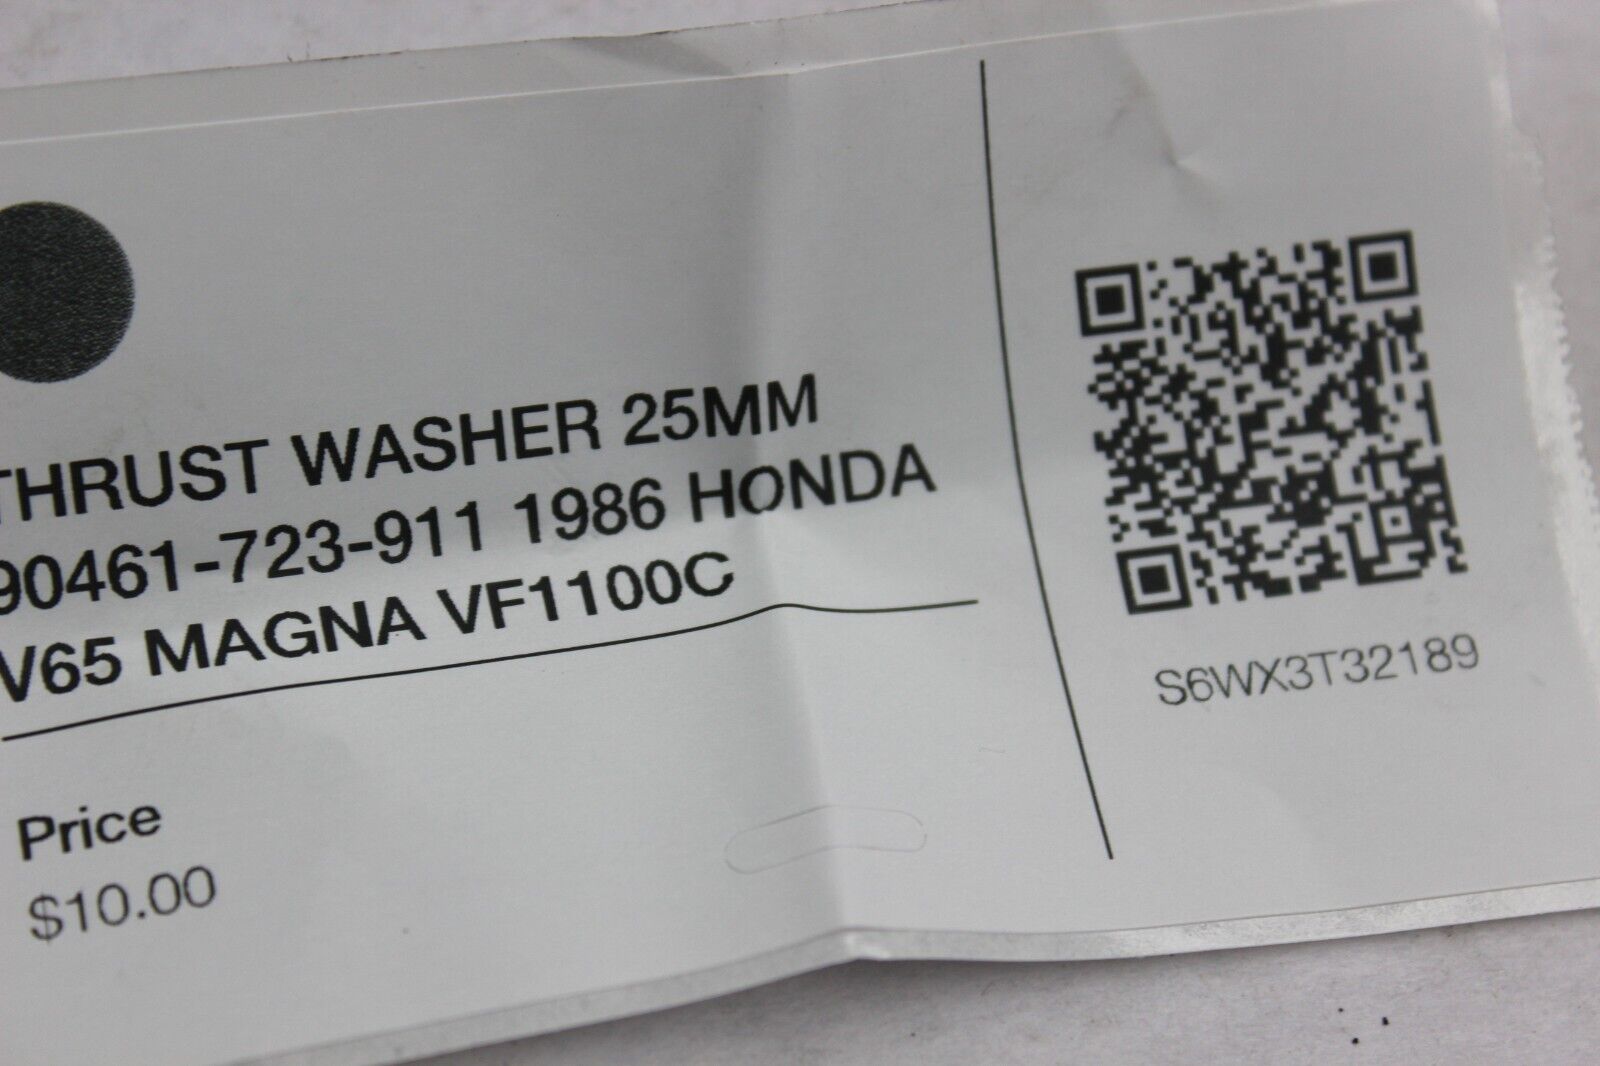 THRUST WASHER 25MM
90461-723-911 1986 HONDA
V65 MAGNA VF1100C
Price
$10.00
S6WX3T32189